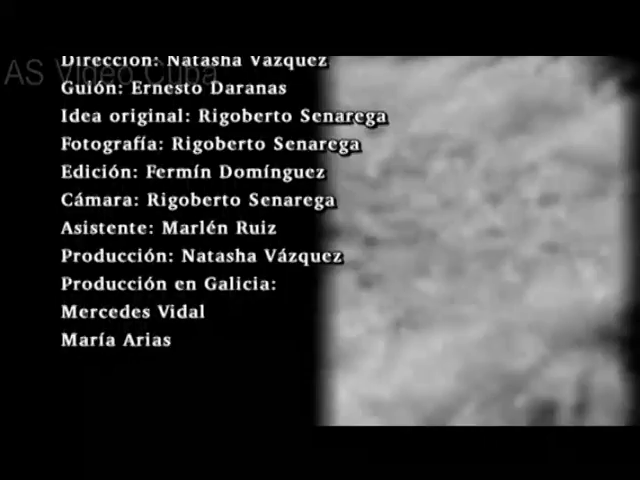 Dirección: Natasha Vázquez
AS Video Cuba
Guión: Ernesto Daranas
Idea original: Rigoberto Senarega
Fotografía: Rigoberto Senarega
Edición: Fermín Domínguez
Cámara: Rigoberto Senarega
Asistente: Marlén Ruiz
Producción: Natasha Vázquez
Producción en Galicia:
Mercedes Vidal
María Arias